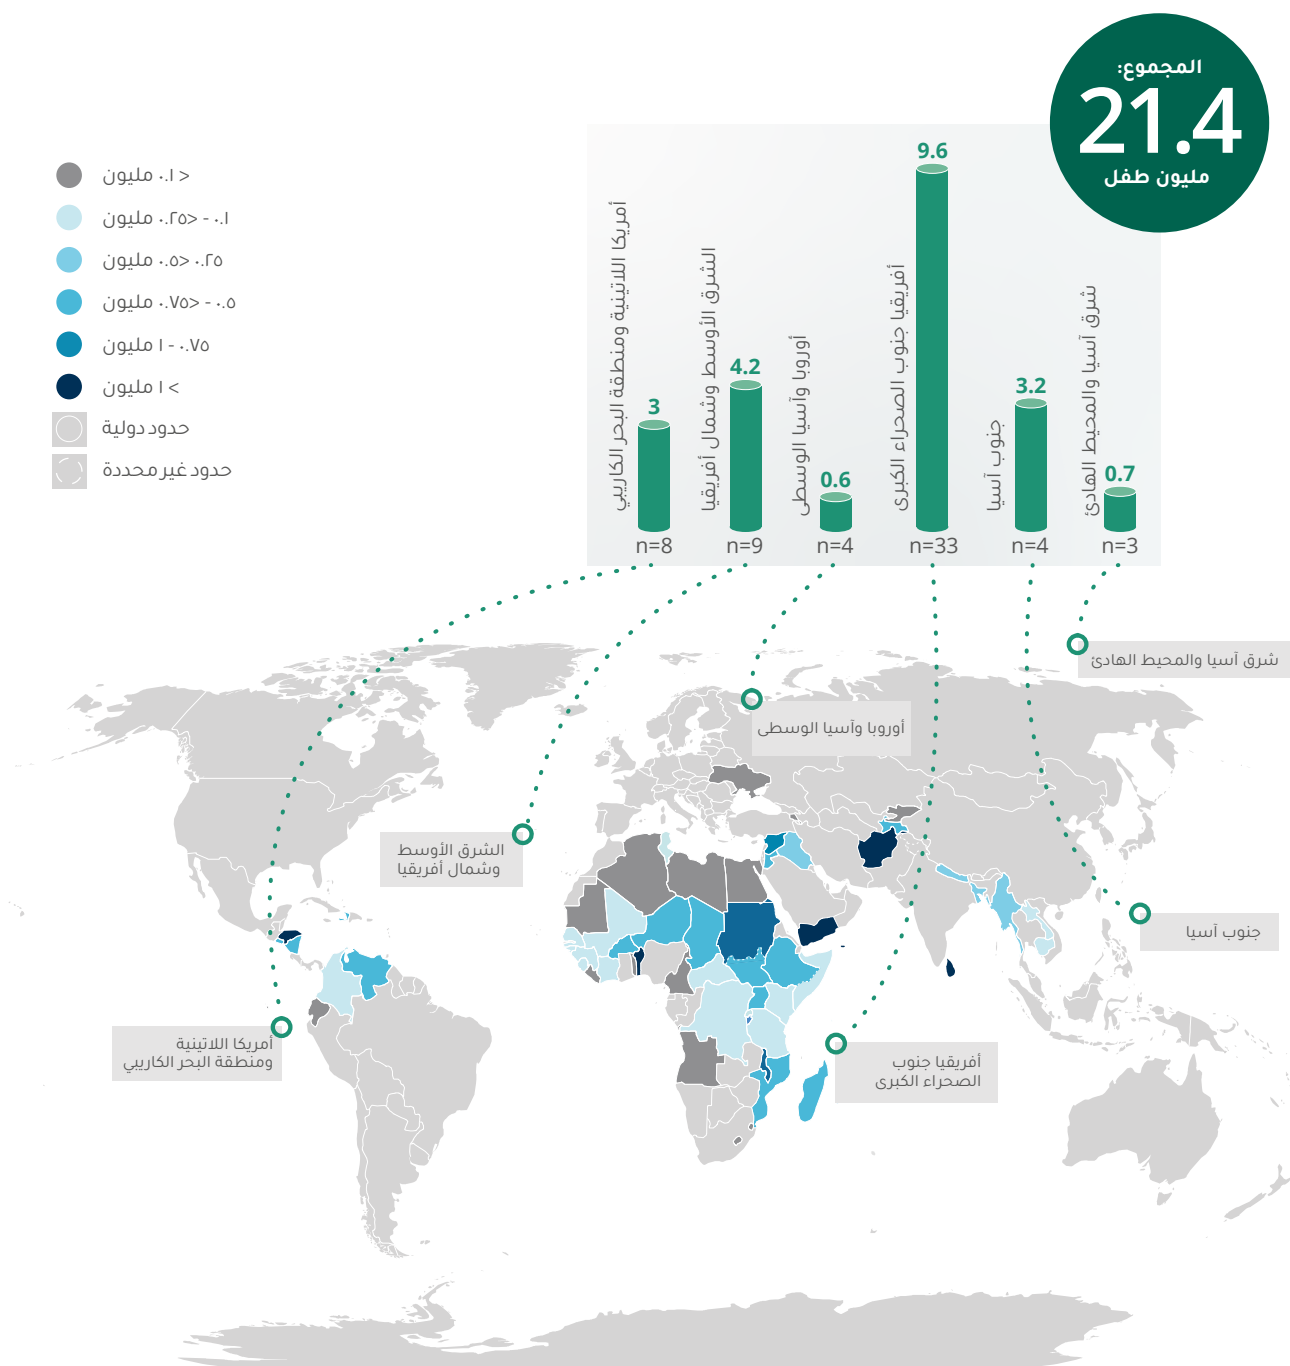 المجموع:
21.4
مليون طفل
< ٠.١ مليون
٠.١ - <٠.٢٥ مليون
٠.٢٥ <٠.٥ مليون
٠.٥ - <٠.٧٥ مليون
٠.٧٥ - ١ مليون
> ١ مليون
حدود دولية
حدود غير محددة
أمريكا اللاتينية ومنطقة البحر الكاريبي
3
n=8
الشرق الأوسط وشمال أفريقيا
4.2
n=9
أوروبا وآسيا الوسطى
0.6
n=4
أفريقيا جنوب الصحراء الكبرى
9.6
n=33
جنوب آسيا
3.2
n=4
شرق آسيا والمحيط الهادئ
0.7
n=3
شرق آسيا والمحيط الهادئ
أوروبا وآسيا الوسطى
الشرق الأوسط
وشمال أفريقيا
جنوب آسيا
أمريكا اللاتينية
ومنطقة البحر الكاريبي
أفريقيا جنوب
الصحراء الكبرى